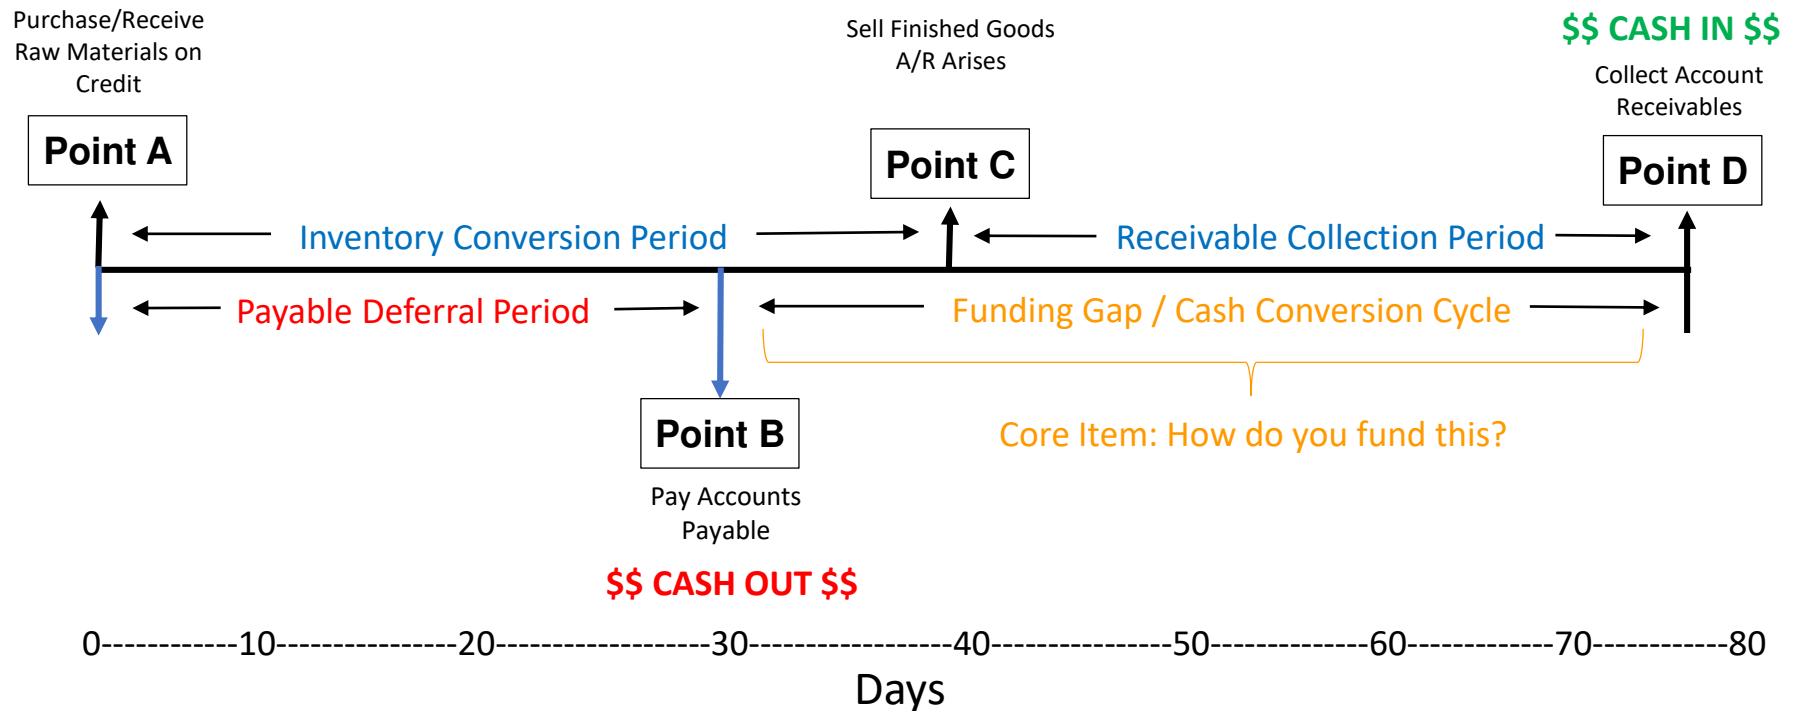 Purchase/Receive
Raw Materials on
Credit
Point A
Sell Finished Goods
A/R Arises
Point C
$$ CASH IN $$
Collect Account
Receivables
Point D
Inventory Conversion Period
Receivable Collection Period
Payable Deferral Period
Funding Gap / Cash Conversion Cycle
Core Item: How do you fund this?
Point B
Pay Accounts
Payable
$$ CASH OUT $$
0------------10----------------20-------------------30-------------------40----------------50---------------60-------------70------------80
Days